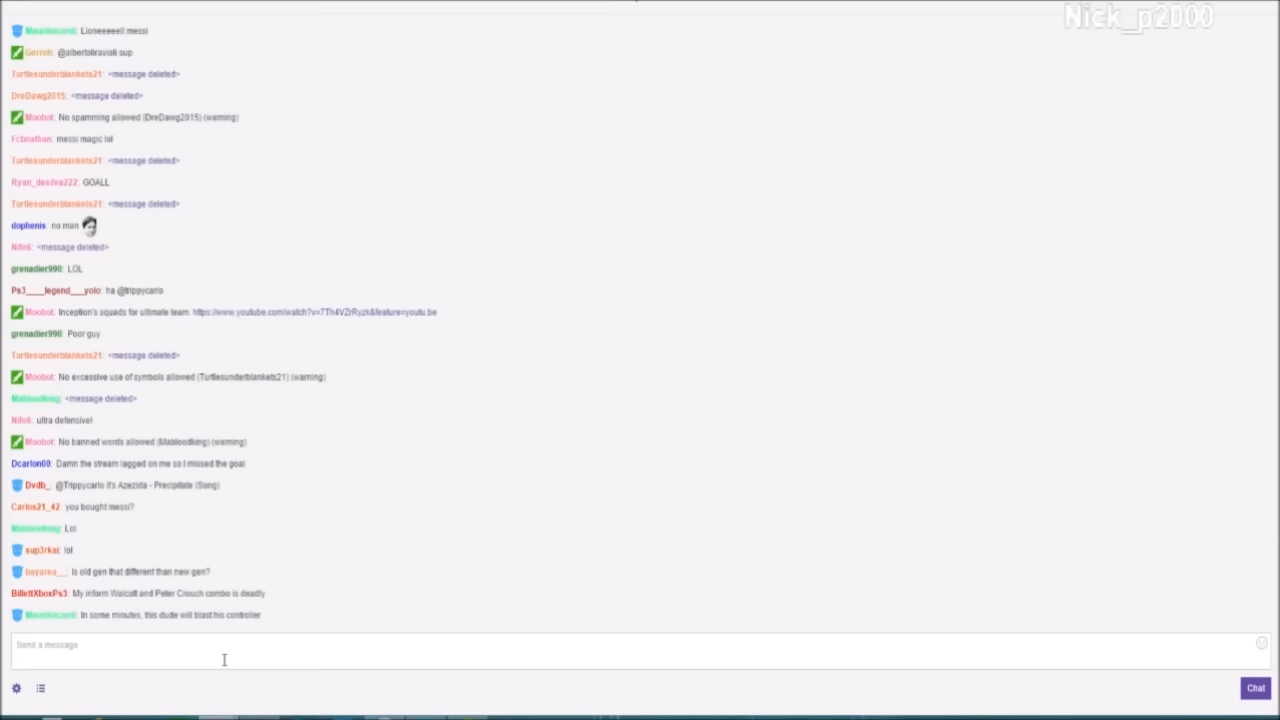 Nick_p2000
Lioneeeeell messi
Gerroh: @albertoliravioli sup
Turtlesunderblankets21: <message deleted>
DreDawg2015: <message deleted>
Moobot: No spamming allowed (DreDawg2015) (warning)
Fcbnathan: messi magic lol
Turtlesunderblankets21: <message deleted>
Ryan_desilva222: GOALL
Turtlesunderblankets21: <message deleted>
dophenis: no man
Nife6: <message deleted>
grenadier990: LOL
Ps3____legend___yolo: ha @trippycarlo
Moobot: Inception's squads for ultimate team: https://www.youtube.com/watch?v=7Th4VZrRyzk&feature=youtu.be
grenadier990: Poor guy
Turtlesunderblankets21: <message deleted>
Moobot: No excessive use of symbols allowed (Turtlesunderblankets21) (warning)
Mabloodking: <message deleted>
Nife6: ultra defensive!
Moobot: No banned words allowed (Mabloodking) (warning)
Dcarlon00: Damn the stream lagged on me so I missed the goal
Dvdb_: @Trippycarlo It's Azezida - Precipitate (Song)
Carlos21_42: you bought messi?
Mabloodking: Lol
sup3rkal: lol
bayarea__: Is old gen that different than new gen?
BillettXboxPs3: My inform Walcott and Peter Crouch combo is deadly
In some minutes, this dude will blast his controller
Send a message
Chat